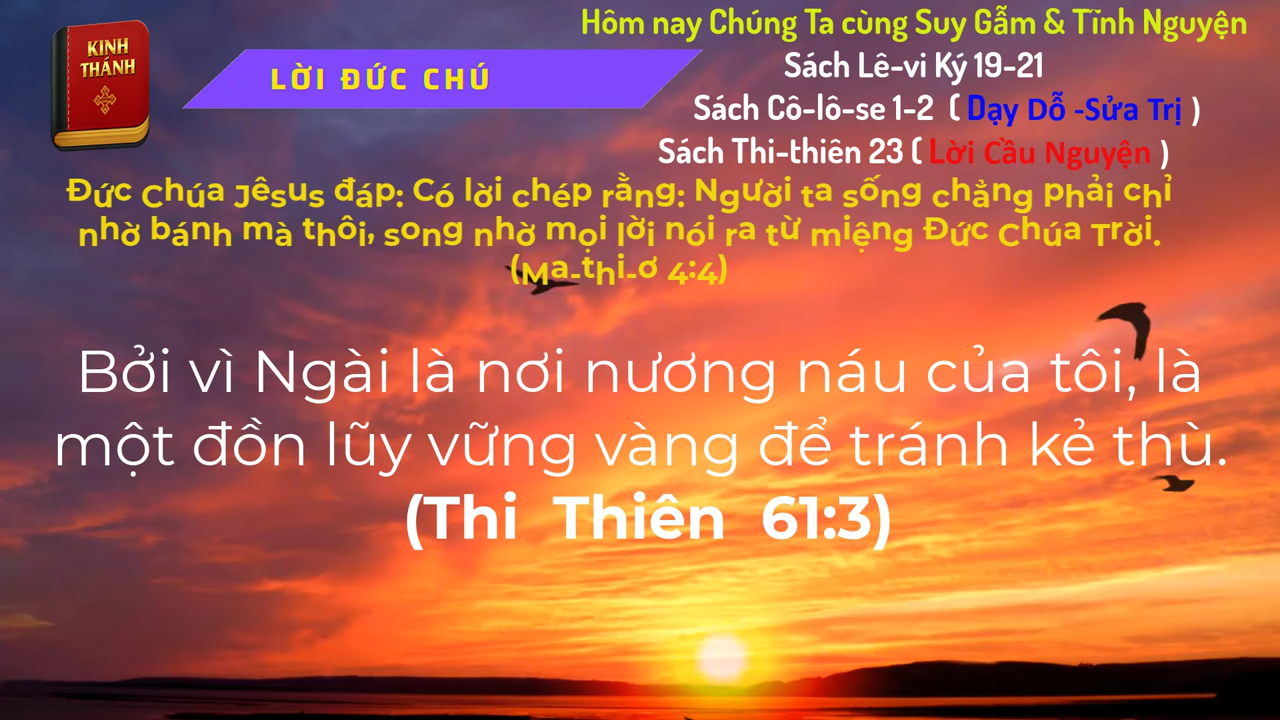 KINH
THÁNH
LỜI ĐỨC CHÚ
Hôm nay Chúng Ta cùng Suy Gẫm & Tĩnh Nguyện
Sách Lê-vi Ký 19-21
Sách Cô-lô-se 1-2 ( Dạy Dỗ -Sửa Trị )
Sách Thi-thiên 23 ( Lời Cầu Nguyện )
Đức Chúa Jêsus đáp: Có lời chép rằng: Người ta sống chẳng phải chỉ
nhờ bánh mà thôi, song nhờ mọi lời nói ra từ miệng Đức Chúa Trời.
(Ma-thi-ơ 4:4)
Bởi vì Ngài là nơi nương náu của tôi, là
một đồn lũy vững vàng để tránh kẻ thù.
(Thi Thiên 61:3)